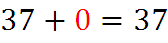 37 + 0 = 37